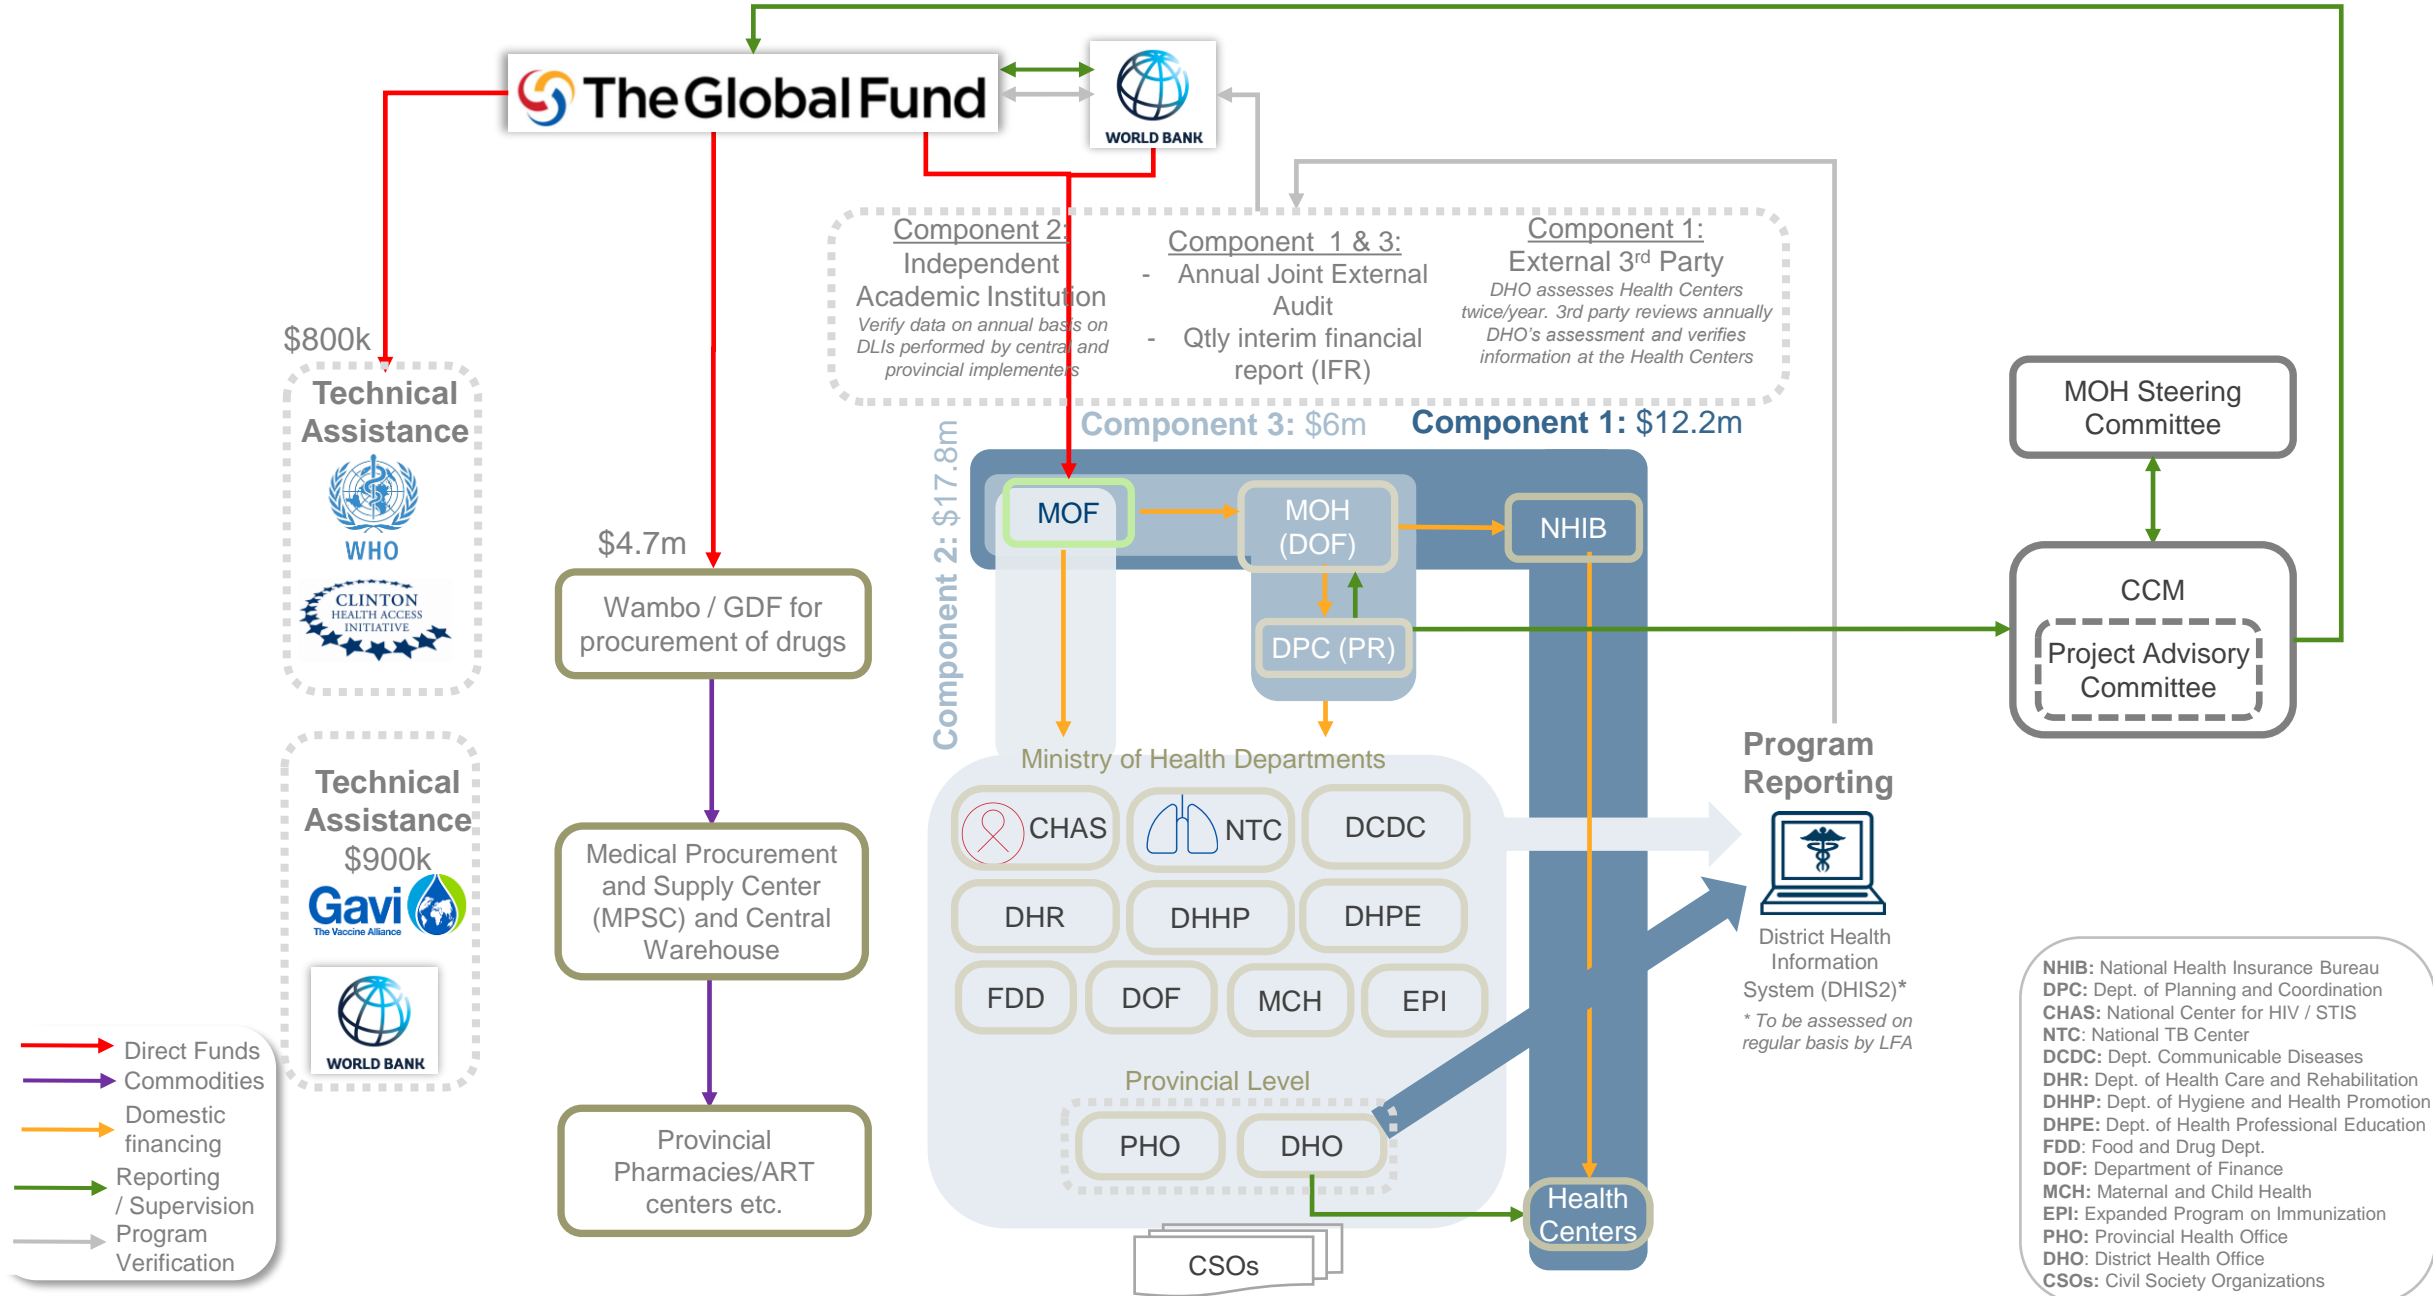 The Global Fund
WORLD BANK
Component 2:
Independent
Academic Institution
Verify data on annual basis on
DLIs performed by central and
provincial implementers
Component 1 & 3:
- Annual Joint External
Audit
- Qtly interim financial
report (IFR)
Component 1:
External 3rd Party
DHO assesses Health Centers
twice/year. 3rd party reviews annually
DHO's assessment and verifies
information at the Health Centers
$800k
Technical
Assistance
WHO
CLINTON
HEALTH ACCESS
INITIATIVE
Technical
Assistance
$900k
Gavi
The Vaccine Alliance
WORLD BANK
$4.7m
Wambo / GDF for
procurement of drugs
Medical Procurement
and Supply Center
(MPSC) and Central
Warehouse
Provincial
Pharmacies/ART
centers etc.
Component 2: $17.8m
Component 3: $6m
Component 1: $12.2m
MOF
MOH
(DOF)
NHIB
DPC (PR)
Ministry of Health Departments
CHAS
NTC
DCDC
DHR
DHHP
DHPE
FDD
DOF
MCH
EPI
Provincial Level
PHO
DHO
Health
Centers
CSOs
Program
Reporting
District Health
Information
System (DHIS2)*
* To be assessed on
regular basis by LFA
MOH Steering
Committee
CCM
Project Advisory
Committee
Direct Funds
Commodities
Domestic
financing
Reporting
/ Supervision
Program
Verification
NHIB: National Health Insurance Bureau
DPC: Dept. of Planning and Coordination
CHAS: National Center for HIV / STIS
NTC: National TB Center
DCDC: Dept. Communicable Diseases
DHR: Dept. of Health Care and Rehabilitation
DHHP: Dept. of Hygiene and Health Promotion
DHPE: Dept. of Health Professional Education
FDD: Food and Drug Dept.
DOF: Department of Finance
MCH: Maternal and Child Health
EPI: Expanded Program on Immunization
PHO: Provincial Health Office
DHO: District Health Office
CSOs: Civil Society Organizations